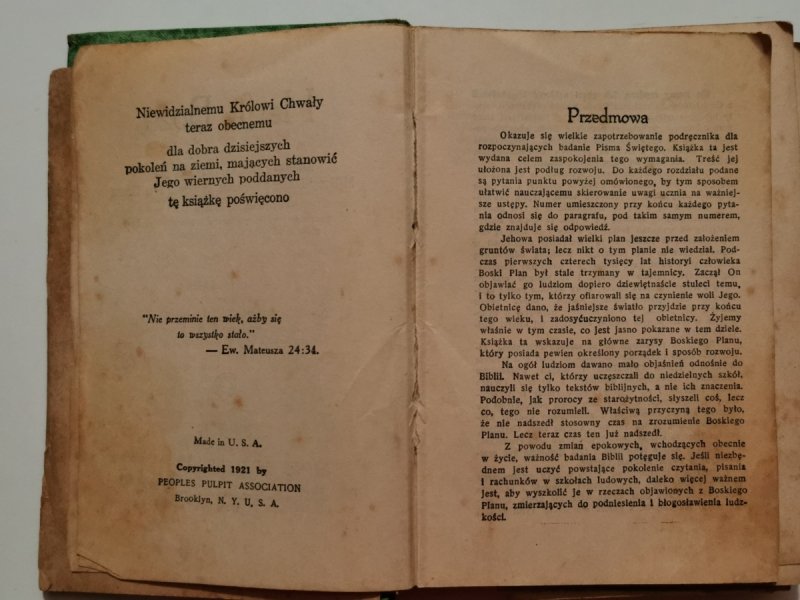 Niewidzialnemu Królowi Chwały
teraz obecnemu
dla dobra dzisiejszych
pokoleń na ziemi, mających stanowić
Jego wiernych poddanych
tę książkę poświęcono
“Nie przeminie ten wiek, ażby się
to wszystko stało.”
— Ew. Mateusza 24:34.
Made in U. S. A.
Copyrighted 1921 by
PEOPLES PULPIT ASSOCIATION
Brooklyn, N. Y., U. S. A.
Przedmowa
Okazuje się wielkie zapotrzebowanie podręcznika dla
rozpoczynających badanie Pisma Świętego. Książka ta jest
wydana celem zaspokojenia tego wymagania. Treść jej
ułożona jest podług rozwoju. Do każdego rozdziału podane
są pytania punktu powyżej omówionego, by tym sposobem
ułatwić nauczającemu skierowanie uwagi ucznia na ważniej-
sze ustępy. Numer umieszczony przy końcu każdego pyta-
nia odnosi się do paragrafu, pod takim samym numerem,
gdzie znajduje się odpowiedź.
Jehowa posiadał wielki plan jeszcze przed założeniem
gruntów świata; lecz nikt o tym planie nie wiedział. Pod-
czas pierwszych czterech tysięcy lat historyi człowieka
Boski Plan był stale trzymany w tajemnicy. Zaczął On
objawiać go ludziom dopiero dziewiętnaście stuleci temu,
i to tylko tym, którzy ofiarowali się na czynienie woli Jego.
Obietnicę dano, że jaśniejsze światło przyjdzie przy końcu
tego wieku, i zadosyćuczyniono tej obietnicy. Żyjemy
właśnie w tym czasie, co jest jasno pokazane w tem dziele.
Książka ta wskazuje na główne zarysy Boskiego Planu,
który posiada pewien określony porządek i sposób rozwoju.
Na ogół ludziom dawano mało objaśnień odnośnie do
Biblii. Nawet ci, którzy uczęszczali do niedzielnych szkół,
nauczyli się tylko tekstów biblijnych, a nie ich znaczenia.
Podobnie, jak prorocy ze starożytności, słyszeli coś, lecz
co, tego nie rozumieli. Właściwą przyczyną tego było,
że nie nadszedł stosowny czas na zrozumienie Boskiego
Planu. Lecz teraz czas ten już nadszedł.
Z powodu zmian epokowych, wchodzących obecnie
w życie, ważność badania Biblii potęguje się. Jeśli niezbę-
dnem jest uczyć powstające pokolenie czytania, pisania
i rachunków w szkołach ludowych, daleko więcej ważnem
jest, aby wyszkolić je w rzeczach objawionych z Boskiego
Planu, zmierzających do podniesienia i błogosławienia ludz-
kości.